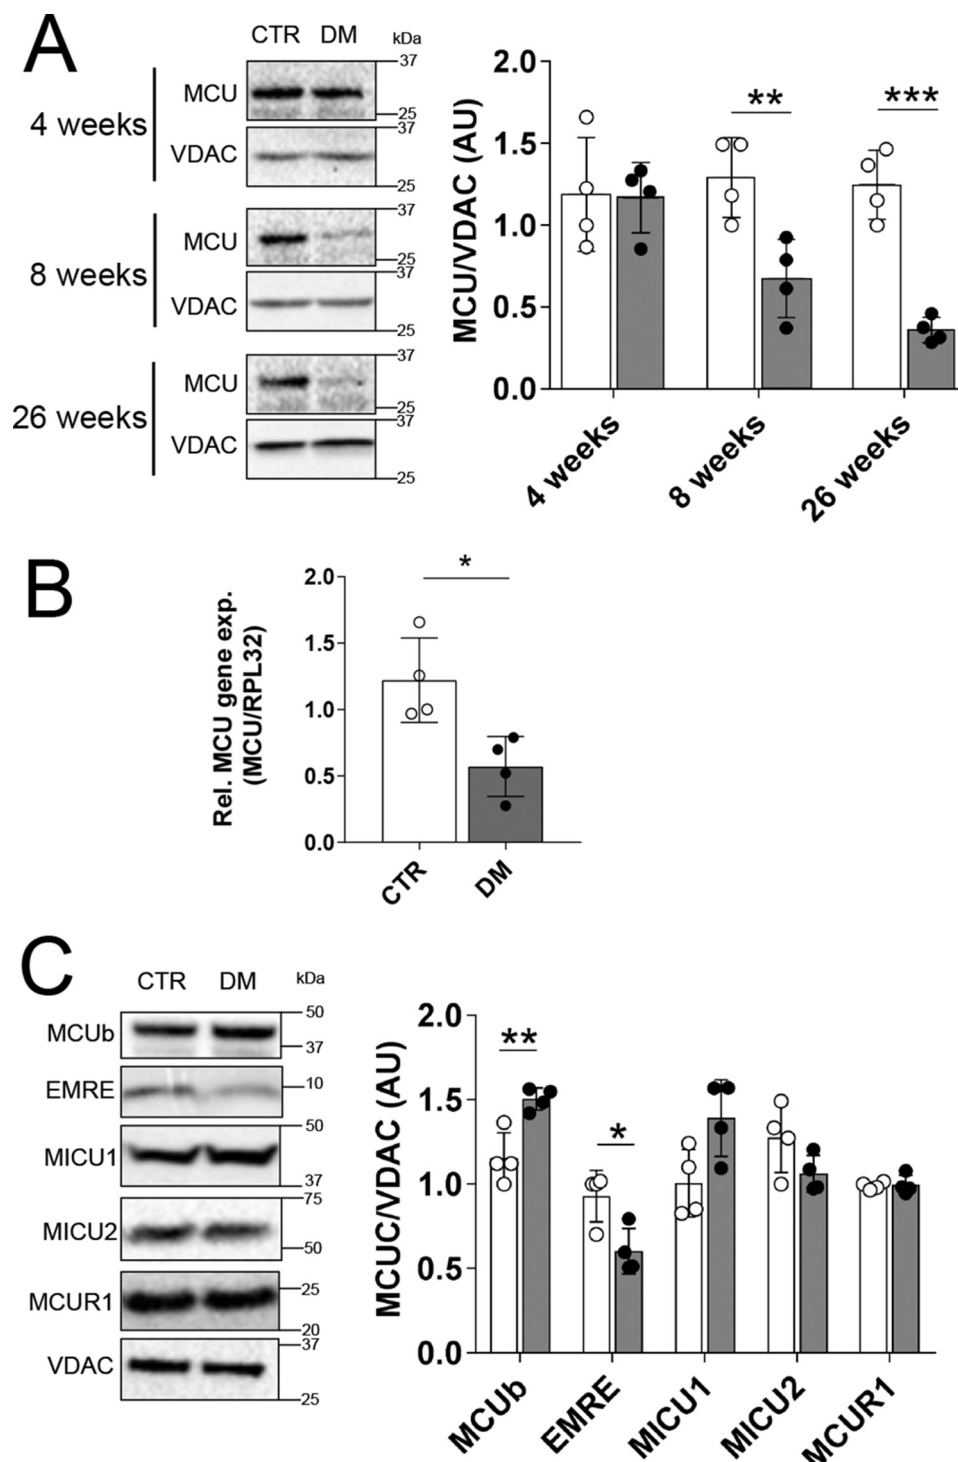 A
CTR DM kDa
4 weeks
MCU
37
25
VDAC
37
25
8 weeks
MCU
37
25
VDAC
37
25
26 weeks
MCU
37
25
VDAC
37
25
MCU/VDAC (AU)
2.0
1.5
1.0
0.5
0.0
**
***
4 weeks
8 weeks
26 weeks
B
Rel. MCU gene exp.
(MCU/RPL32)
2.0
1.5
1.0
0.5
0.0
*
CTR
DM
C
CTR DM kDa
MCUb
50
37
EMRE
10
MICU1
50
37
MICU2
75
50
MCUR1
25
20
VDAC
37
25
MCUC/VDAC (AU)
2.0
1.5
1.0
0.5
0.0
**
*
MCUb
EMRE
MICU1
MICU2
MCUR1